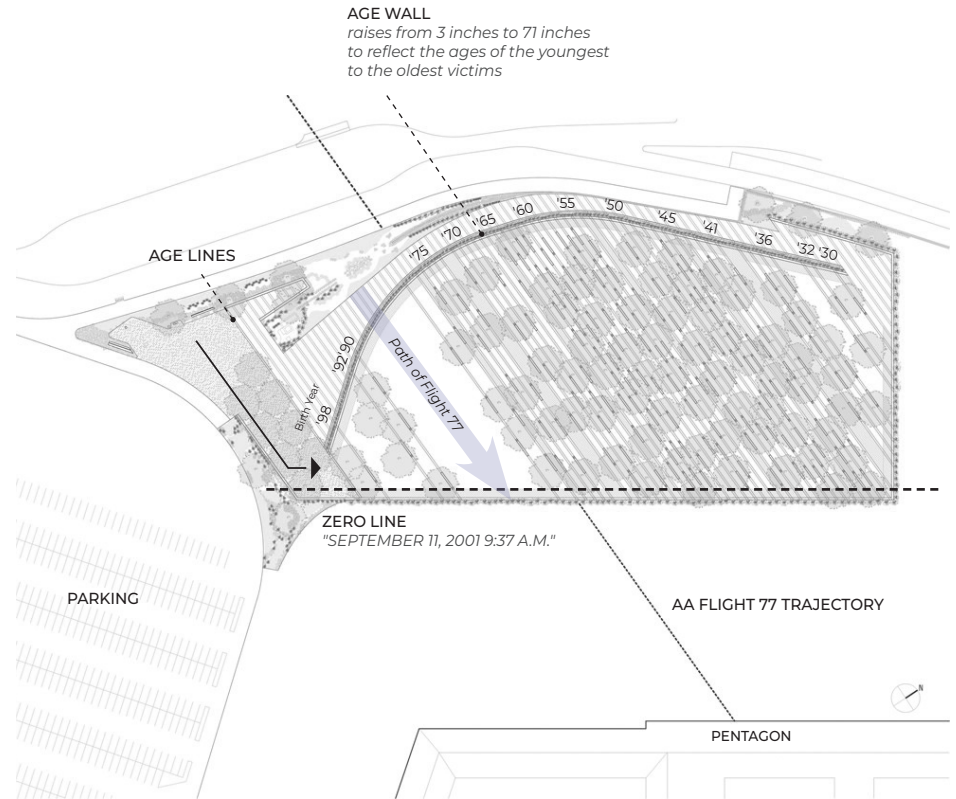 AGE WALL
raises from 3 inches to 71 inches
to reflect the ages of the youngest
to the oldest victims
AGE LINES
'98
'92
'90
'75
'70
'65
'60
'55
'50
'45
'41
'36
'32
'30
Birth Year
Path of Flight 77
ZERO LINE
"SEPTEMBER 11, 2001 9:37 A.M."
PARKING
AA FLIGHT 77 TRAJECTORY
N
PENTAGON